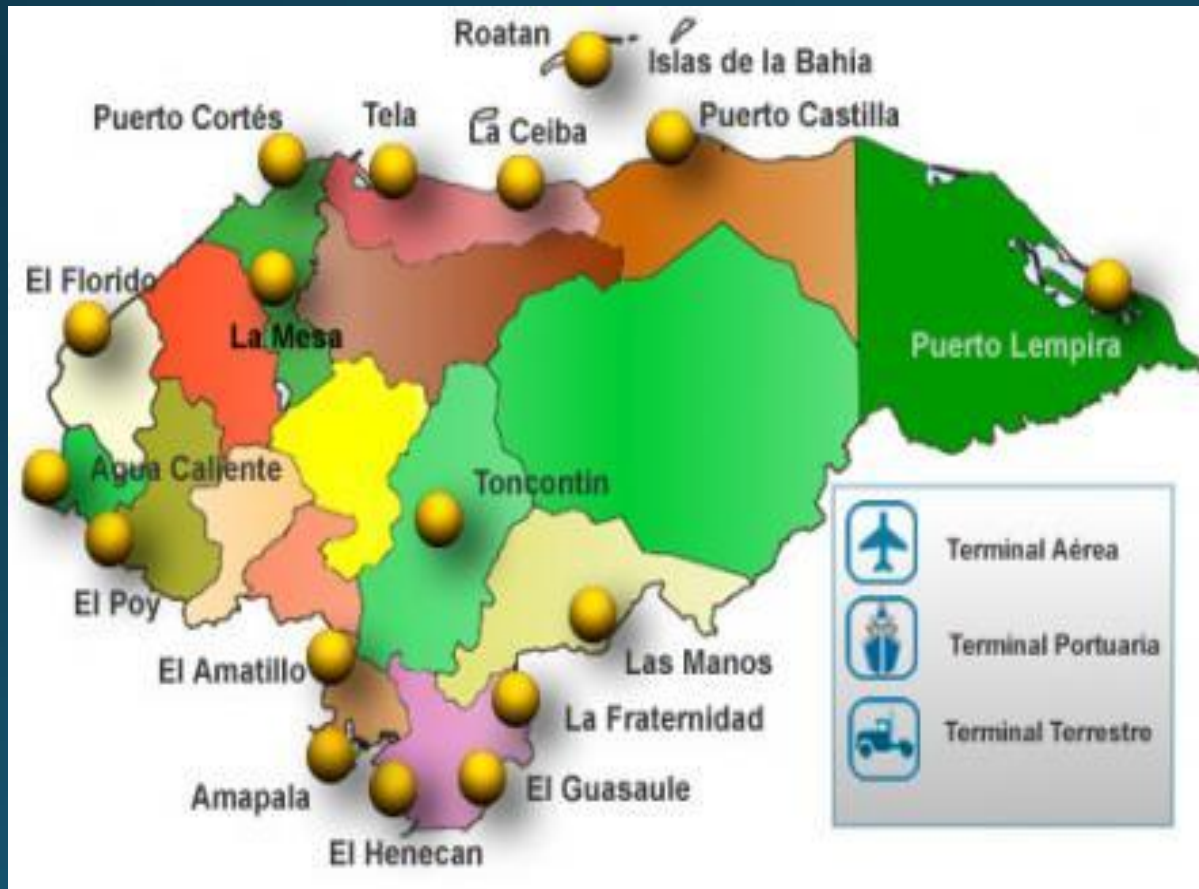 Roatan
Islas de la Bahia
Puerto Cortés
Tela
La Ceiba
Puerto Castilla
El Florido
La Mesa
Puerto Lempira
Agua Caliente
Toncontin
El Poy
El Amatillo
Las Manos
La Fraternidad
Amapala
El Guasaule
El Henecan
Terminal Aérea
Terminal Portuaria
Terminal Terrestre